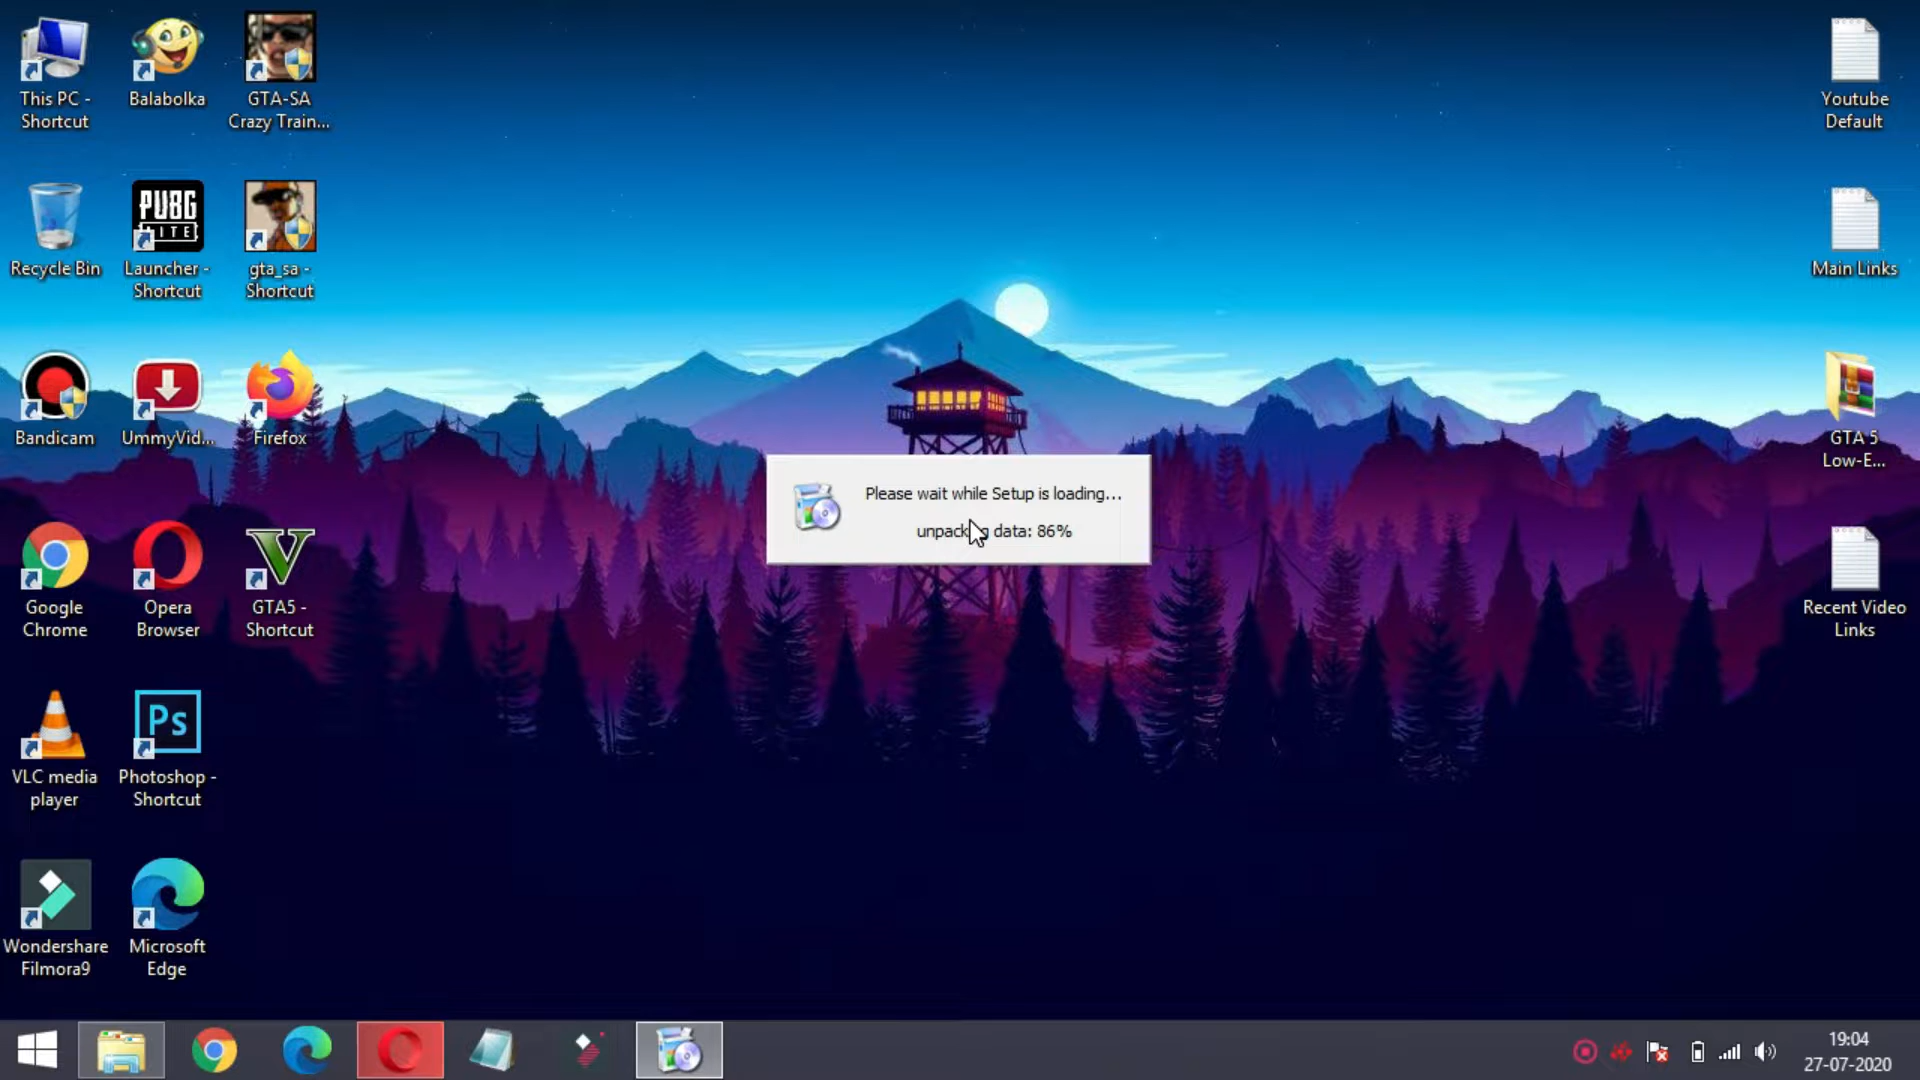 This PC -
Shortcut
Balabolka
GTA-SA
Crazy Train...
Recycle Bin
PUBG
LITE
Launcher -
Shortcut
gta_sa -
Shortcut
Bandicam
UmmyVid...
Firefox
Google
Chrome
Opera
Browser
V
GTA5 -
Shortcut
VLC media
player
Ps
Photoshop -
Shortcut
Wondershare
Filmora9
Microsoft
Edge
Please wait while Setup is loading...
unpacking data: 86%
Youtube
Default
Main Links
GTA 5
Low-E...
Recent Video
Links
19:04
27-07-2020